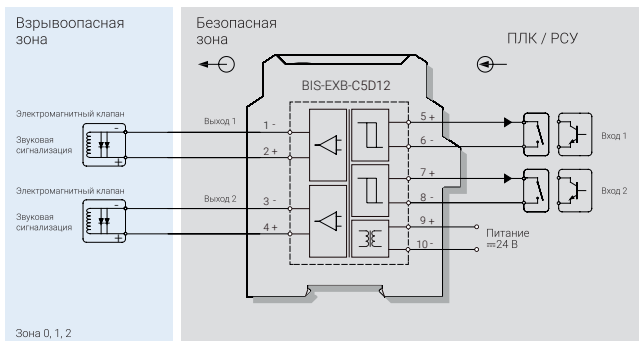 Взрывоопасная
зона
Безопасная
зона
ПЛК / РСУ
BIS-EXB-C5D12
Электромагнитный клапан
Звуковая
сигнализация
-
+
Выход 1
1 -
2 +
5 +
6 -
Вход 1
Электромагнитный клапан
Звуковая
сигнализация
-
+
Выход 2
3 -
4 +
7 +
8 -
Вход 2
9 +
10 -
Питание
⎓24 В
Зона 0, 1, 2